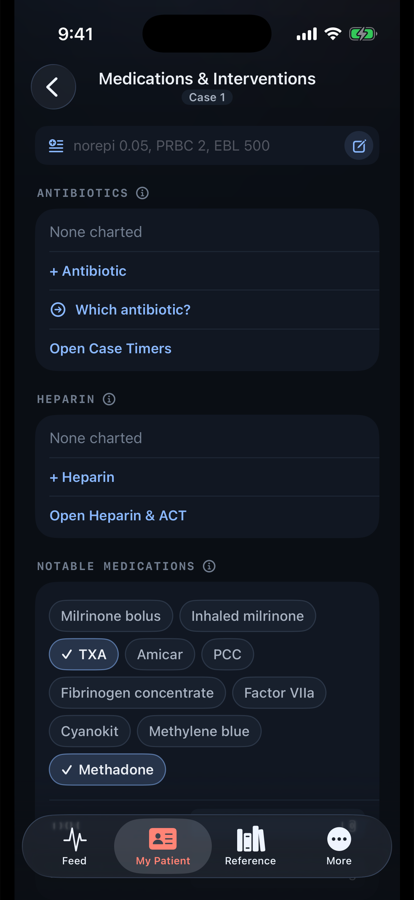 9:41
Medications & Interventions
Case 1
norepi 0.05, PRBC 2, EBL 500
ANTIBIOTICS
None charted
+ Antibiotic
Which antibiotic?
Open Case Timers
HEPARIN
None charted
+ Heparin
Open Heparin & ACT
NOTABLE MEDICATIONS
Milrinone bolus Inhaled milrinone
✓ TXA Amicar PCC
Fibrinogen concentrate Factor VIIa
Cyanokit Methylene blue
✓ Methadone
Feed My Patient Reference More